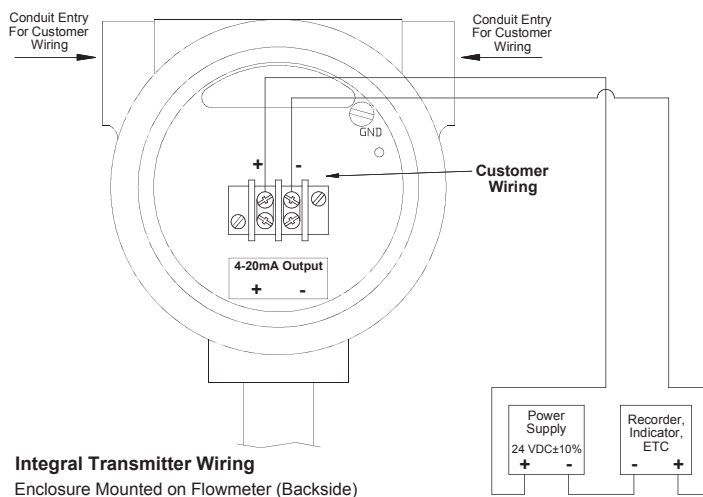 Conduit Entry
For Customer
Wiring
Conduit Entry
For Customer
Wiring
GND
+ -
Customer
Wiring
4-20mA Output
+ -
Power
Supply
24 VDC±10%
+ -
Recorder,
Indicator,
ETC
- +
Integral Transmitter Wiring
Enclosure Mounted on Flowmeter (Backside)